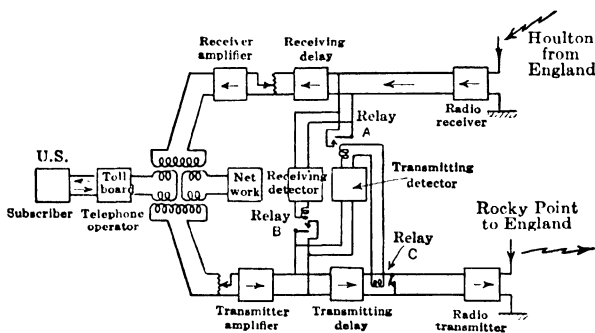 Receiver
amplifier
Receiving
delay
Houlton
from
England
Radio
receiver
Relay
A
U.S.
Toll
board
Net
work
Receiving
detector
Transmitting
detector
Subscriber
Telephone
operator
Relay
B
Relay
C
Rocky Point
to England
Transmitter
amplifier
Transmitting
delay
Radio
transmitter